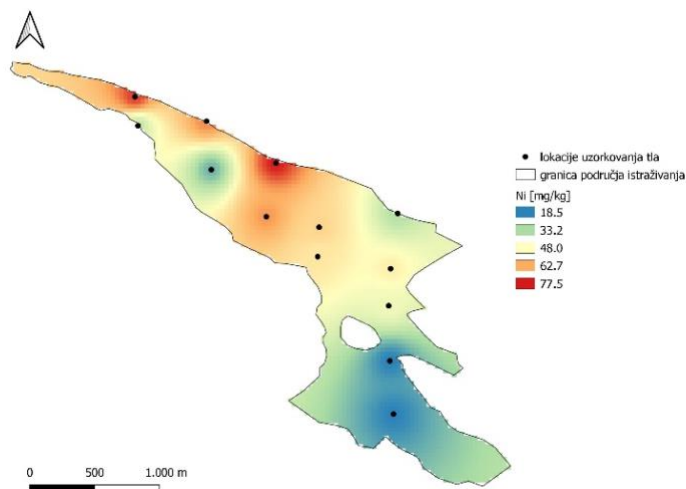 lokacije uzorkovanja tla
granica područja istraživanja
Ni [mg/kg]
18.5
33.2
48.0
62.7
77.5
0 500 1.000 m